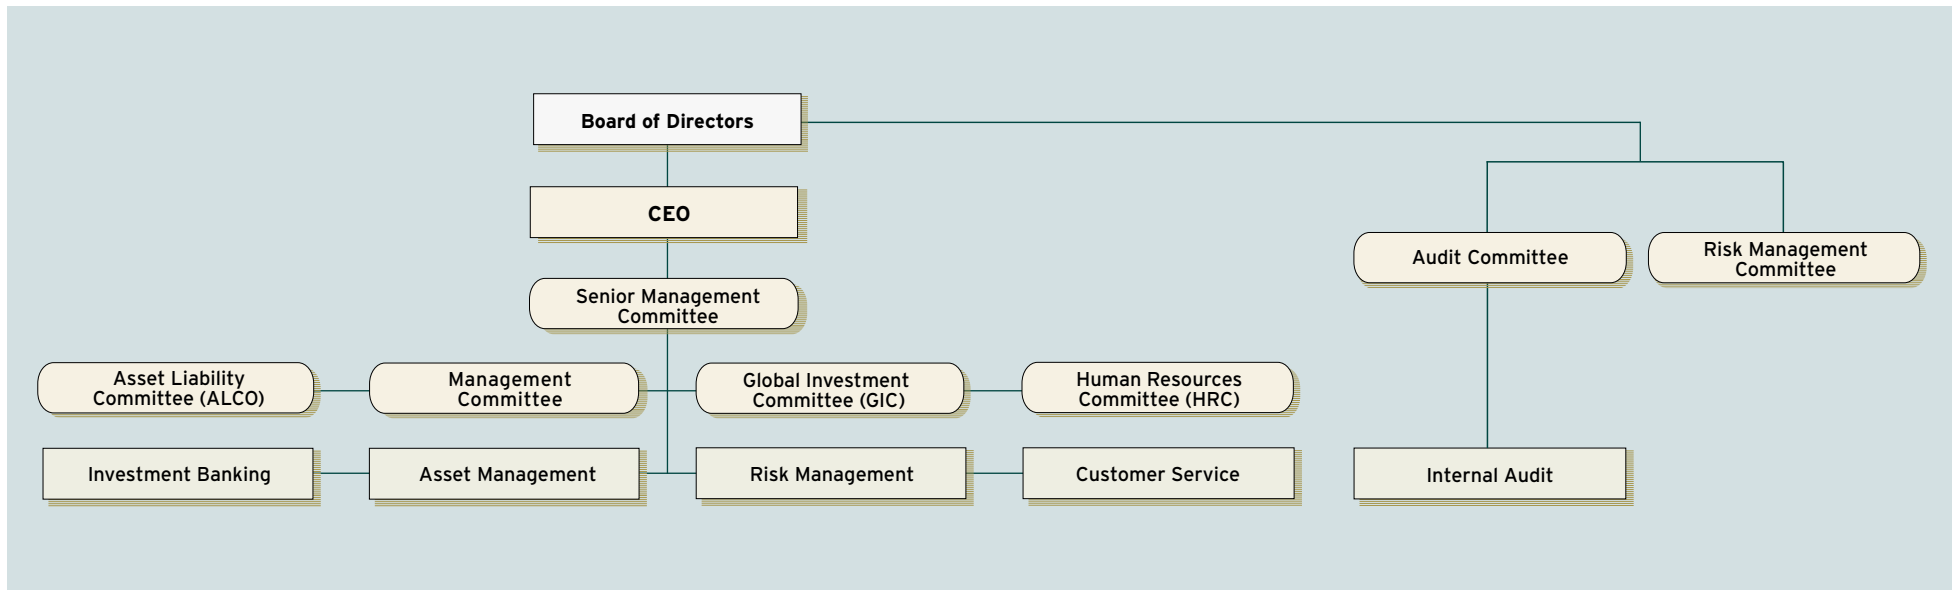 Board of Directors
CEO
Senior Management
Committee
Audit Committee
Risk Management
Committee
Asset Liability
Committee (ALCO)
Management
Committee
Global Investment
Committee (GIC)
Human Resources
Committee (HRC)
Investment Banking
Asset Management
Risk Management
Customer Service
Internal Audit